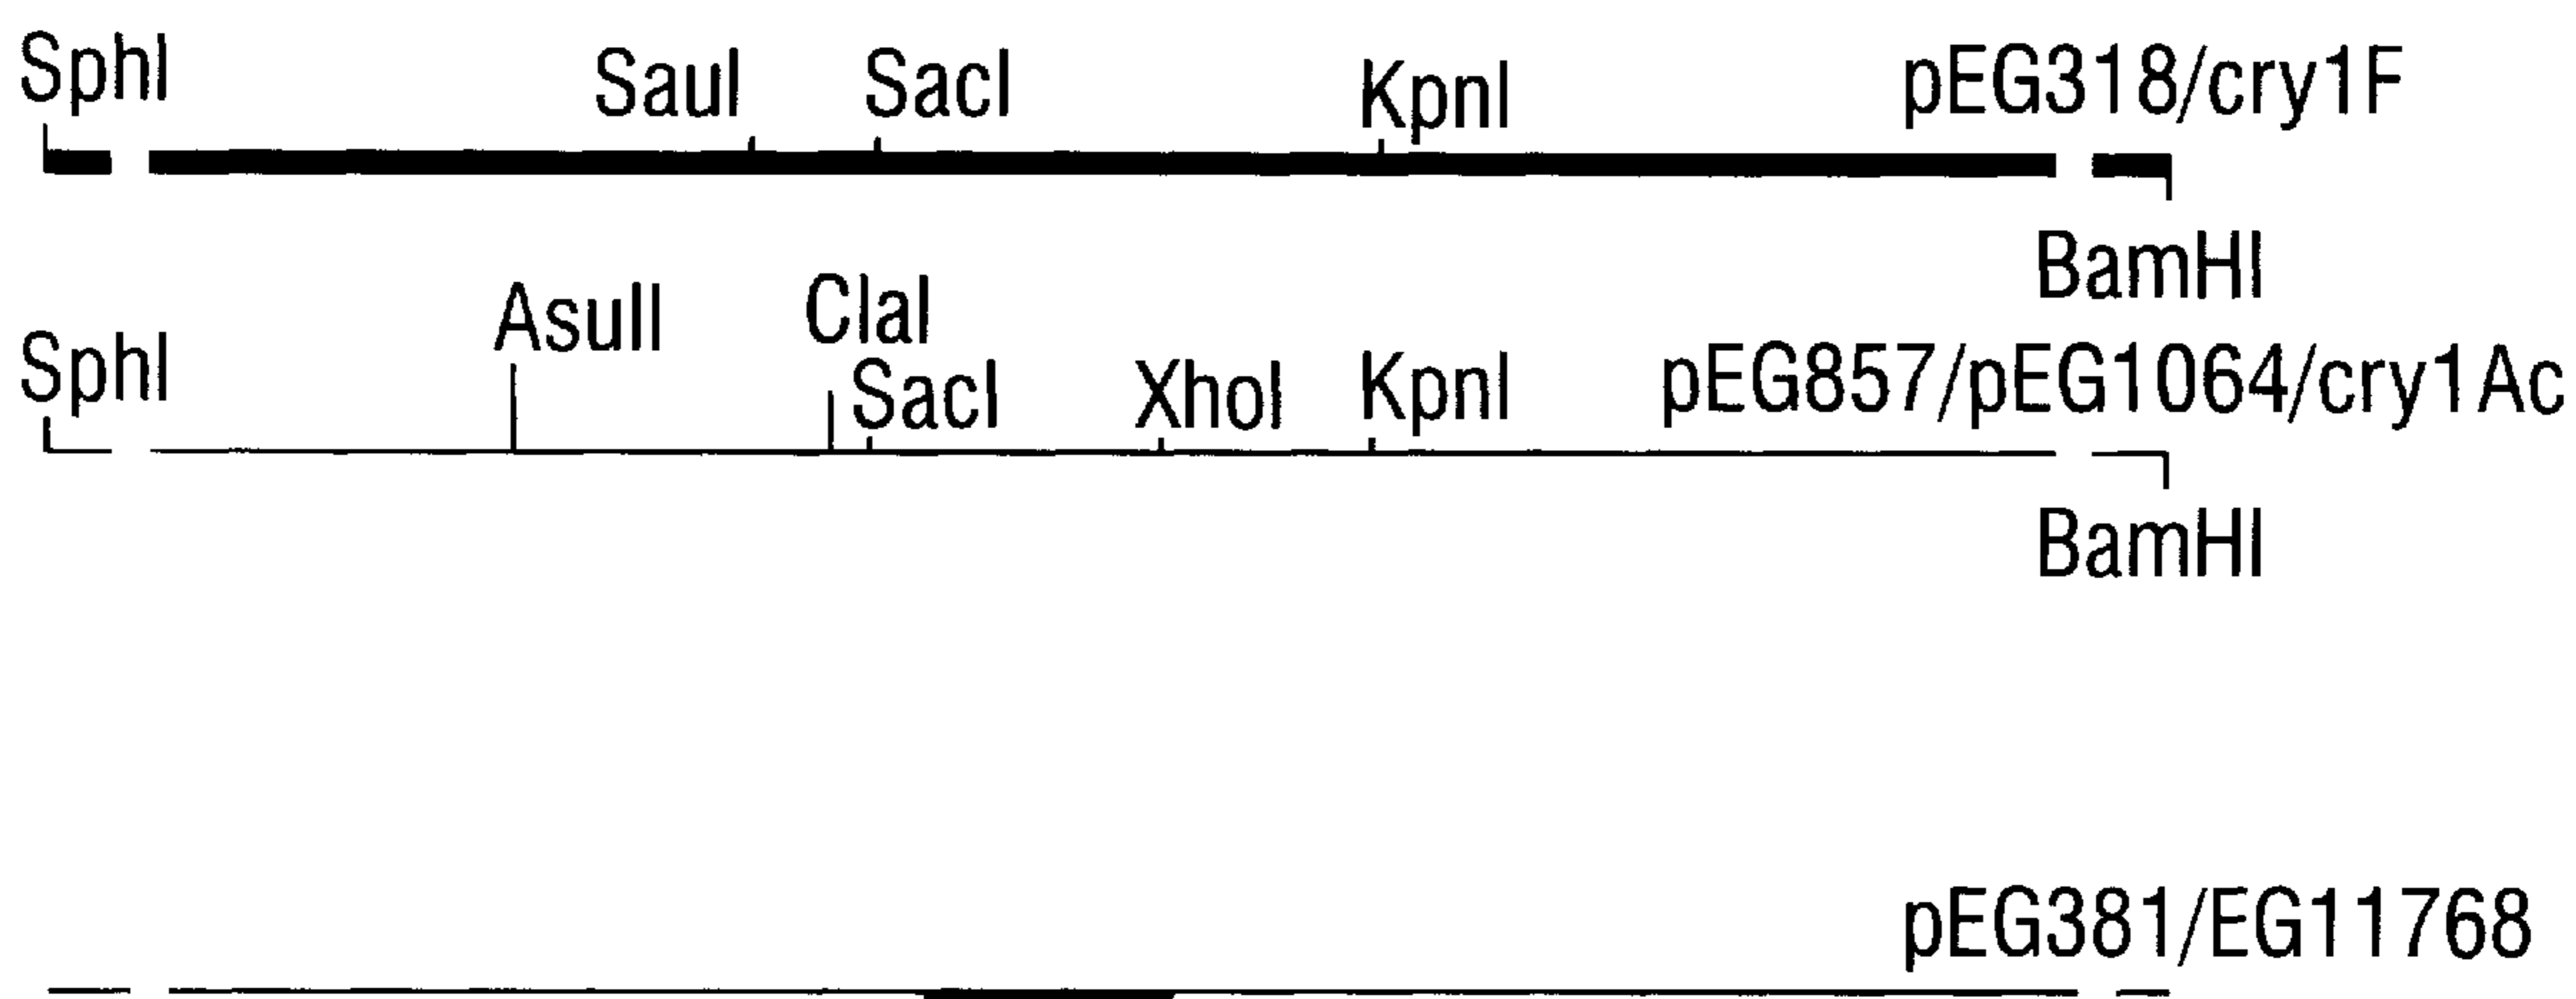 SphI SauI SacI KpnI pEG318/cry1F
BamHI
SphI AsuII ClaI SacI XhoI KpnI pEG857/pEG1064/cry1Ac
BamHI
pEG381/EG11768